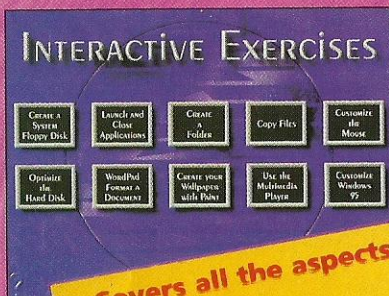 INTERACTIVE EXERCISES
CREATE A
SYSTEM
FLOPPY DISK
LAUNCH AND
CLOSE
APPLICATIONS
CREATE
A
FOLDER
COPY FILES
CUSTOMIZE
THE
MOUSE
OPTIMIZE
THE
HARD DISK
WORDPAD
FORMAT A
DOCUMENT
CREATE YOUR
WALLPAPER
WITH PAINT
USE THE
MULTIMEDIA
PLAYER
CUSTOMIZE
WINDOWS
95
Covers all the aspects